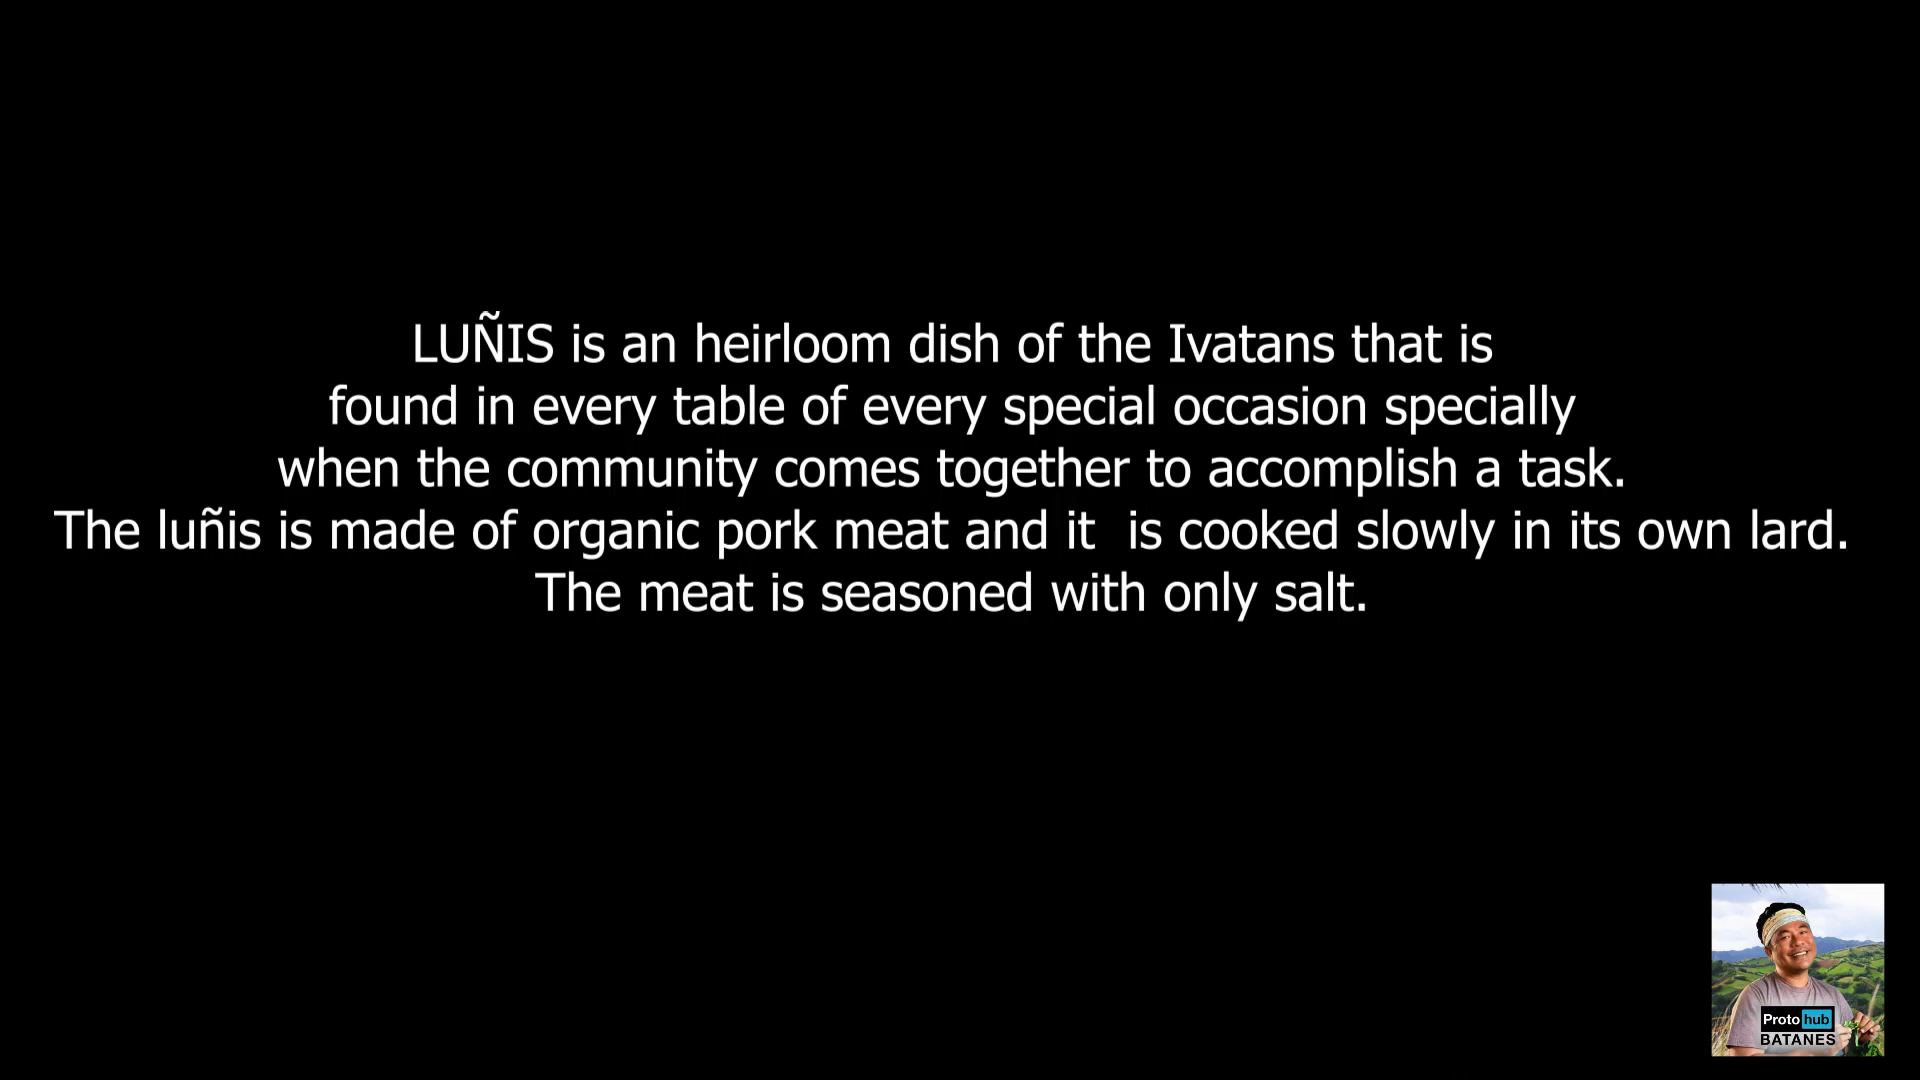 LUÑIS is an heirloom dish of the Ivatans that is
found in every table of every special occasion specially
when the community comes together to accomplish a task.
The luñis is made of organic pork meat and it  is cooked slowly in its own lard.
The meat is seasoned with only salt.
Proto hub
BATANES